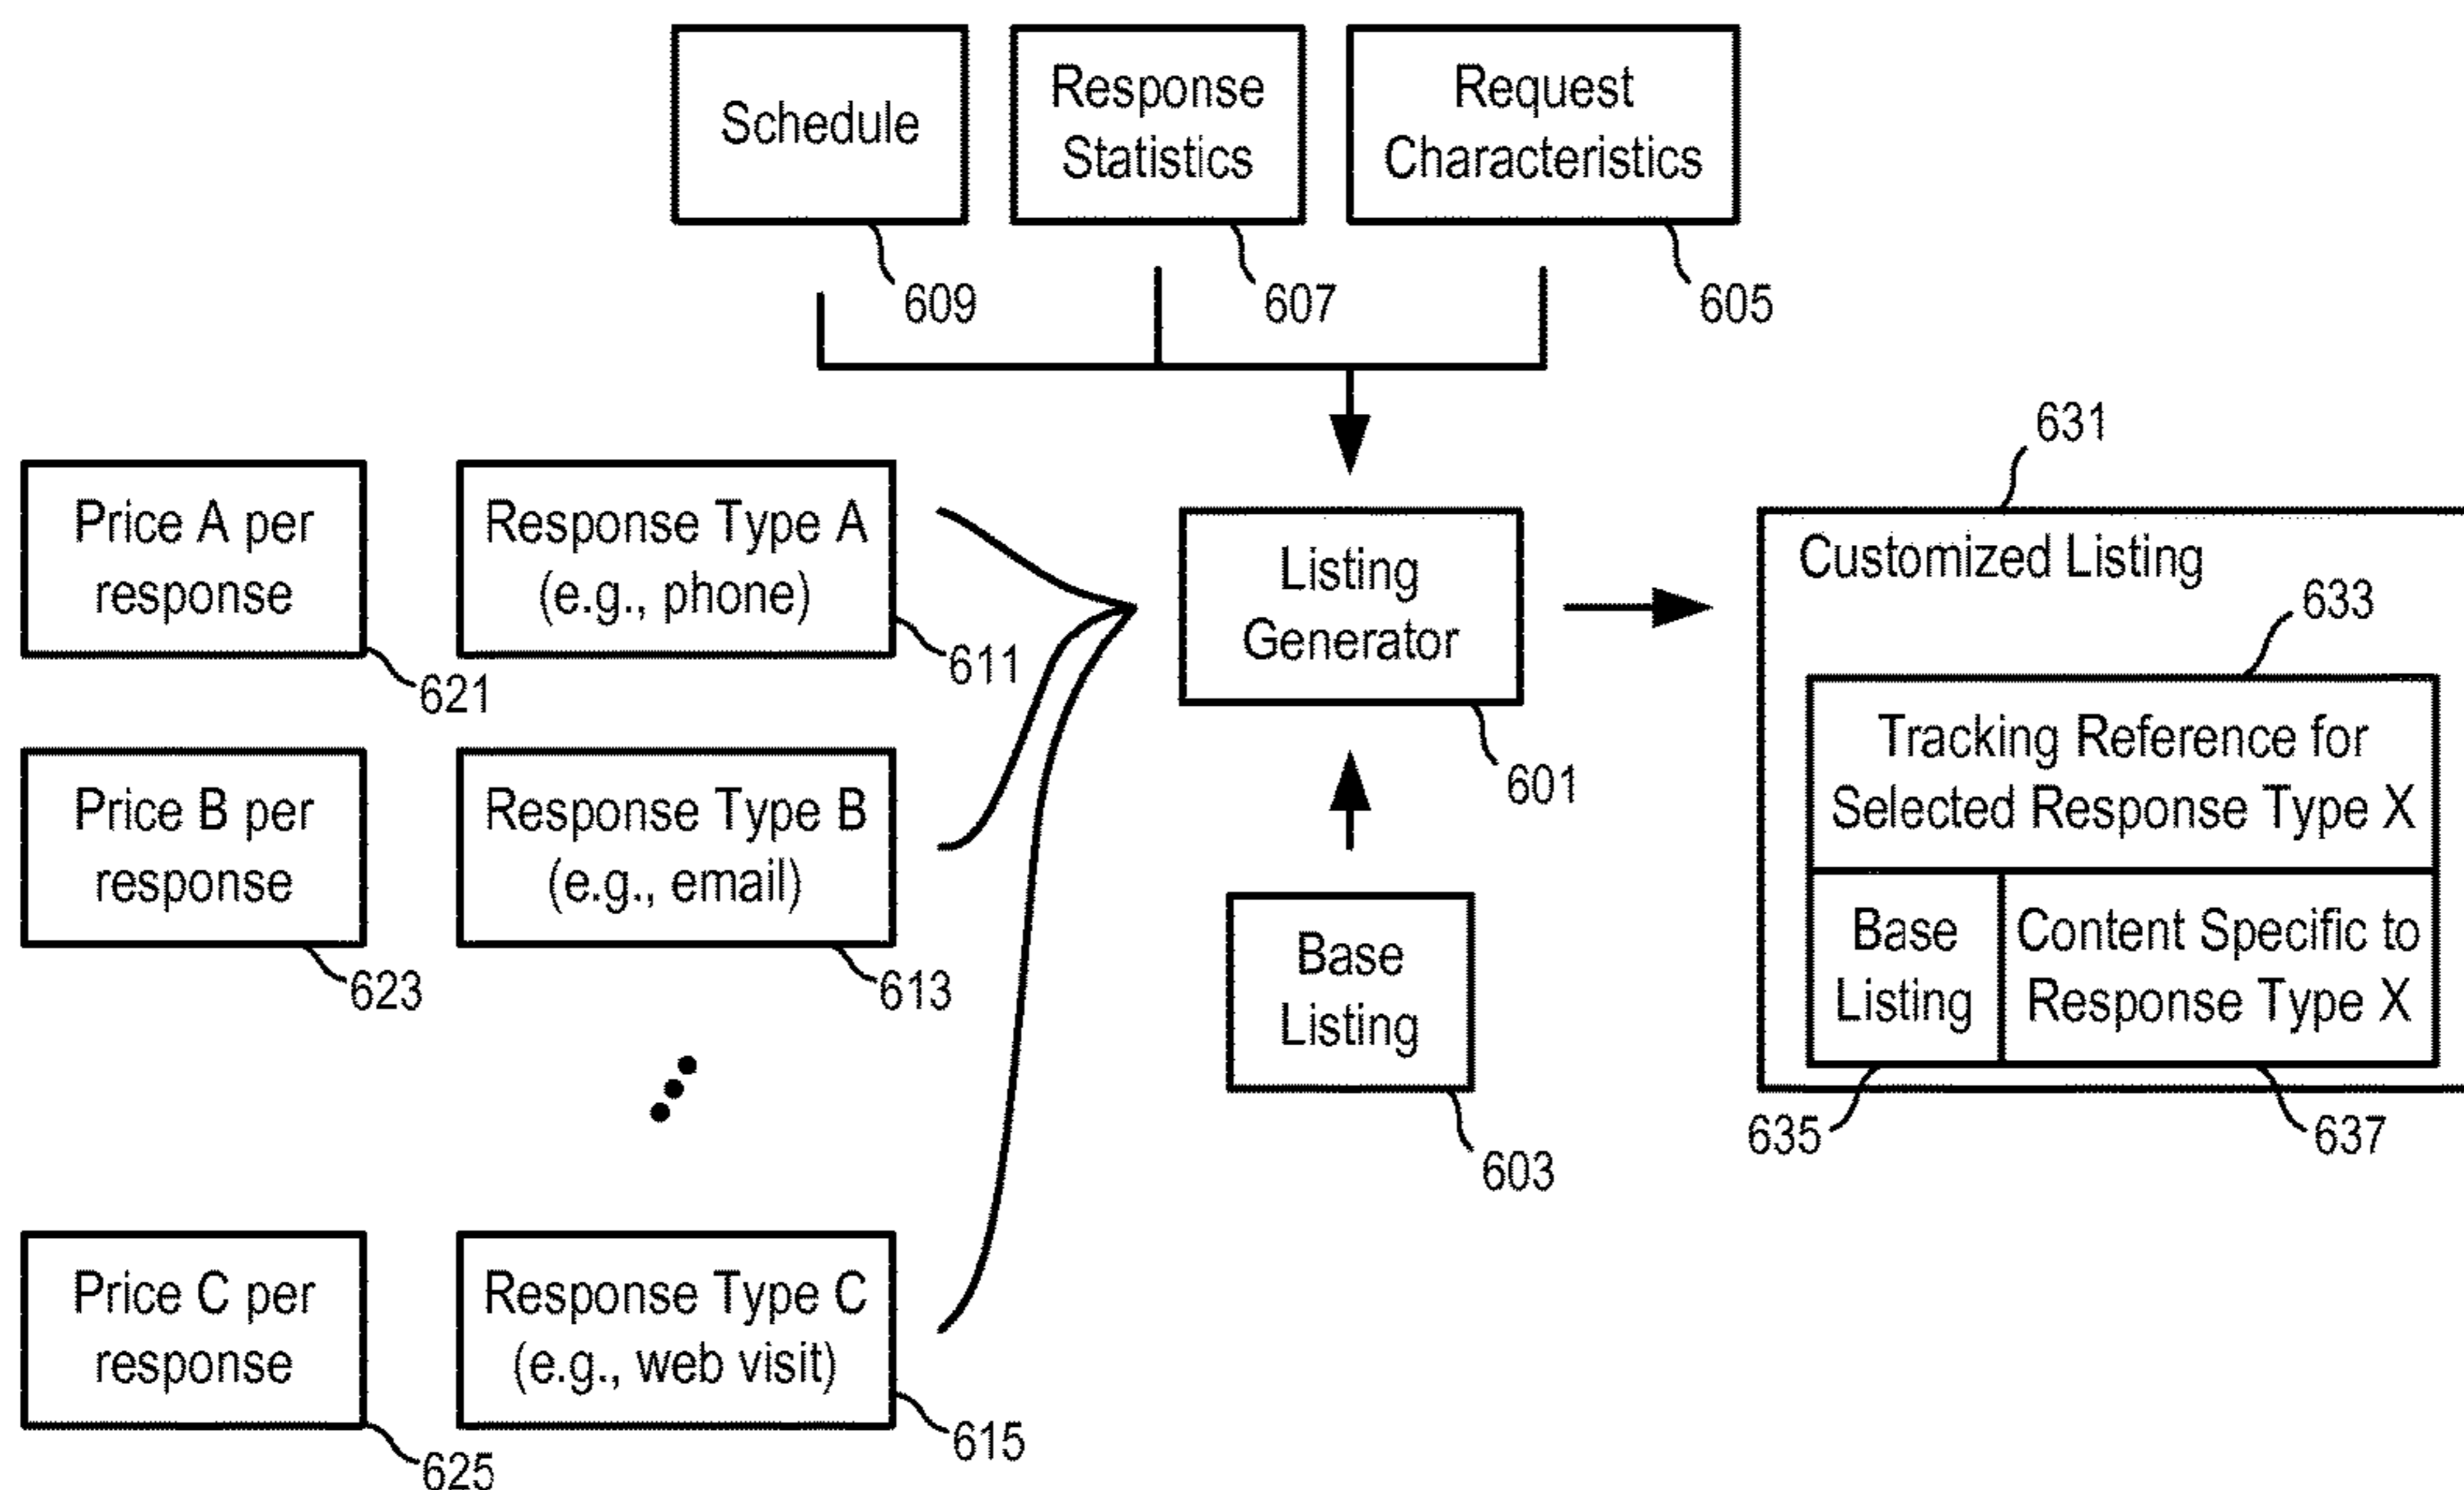 Schedule
Response
Statistics
Request
Characteristics
609
607
605
631
Price A per
response
621
Response Type A
(e.g., phone)
611
Listing
Generator
601
Customized Listing
633
Tracking Reference for
Selected Response Type X
Base
Listing
Content Specific to
Response Type X
635
637
Price B per
response
623
Response Type B
(e.g., email)
613
Base
Listing
603
Price C per
response
625
Response Type C
(e.g., web visit)
615